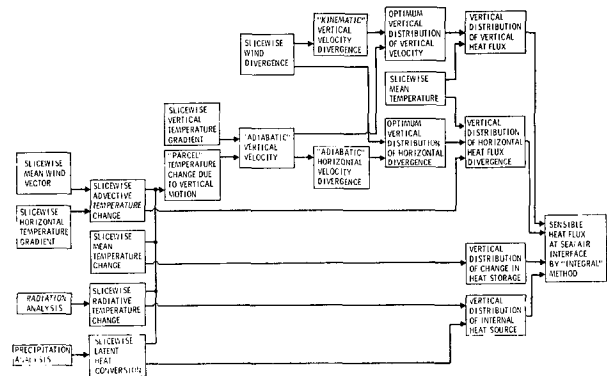 "KINEMATIC"
VERTICAL
VELOCITY
DIVERGENCE
OPTIMUM
VERTICAL
DISTRIBUTION
OF VERTICAL
VELOCITY
VERTICAL
DISTRIBUTION
OF VERTICAL
HEAT FLUX
SLICEWISE
WIND
DIVERGENCE
SLICEWISE
MEAN
TEMPERATURE
SLICEWISE
VERTICAL
TEMPERATURE
GRADIENT
"ADIABATIC"
VERTICAL
VELOCITY
OPTIMUM
VERTICAL
DISTRIBUTION
OF HORIZONTAL
DIVERGENCE
VERTICAL
DISTRIBUTION
OF HORIZONTAL
HEAT FLUX
DIVERGENCE
"PARCEL"
TEMPERATURE
CHANGE DUE
TO VERTICAL
MOTION
"ADIABATIC"
HORIZONTAL
VELOCITY
DIVERGENCE
SLICEWISE
MEAN WIND
VECTOR
SLICEWISE
ADVECTIVE
TEMPERATURE
CHANGE
SLICEWISE
HORIZONTAL
TEMPERATURE
GRADIENT
SLICEWISE
MEAN
TEMPERATURE
CHANGE
VERTICAL
DISTRIBUTION
OF CHANGE IN
HEAT STORAGE
SENSIBLE
HEAT FLUX
AT SEA/AIR
INTERFACE
BY "INTEGRAL"
METHOD
RADIATION
ANALYSIS
SLICEWISE
RADIATIVE
TEMPERATURE
CHANGE
VERTICAL
DISTRIBUTION
OF INTERNAL
HEAT SOURCE
PRECIPITATION
ANALYSIS
SLICEWISE
LATENT
HEAT
CONVERSION